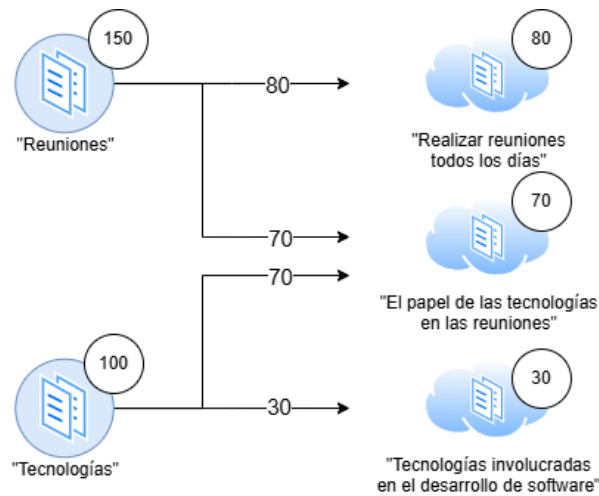 150
80
80
"Reuniones"
"Realizar reuniones
todos los días"
70
70
70
"El papel de las tecnologías
en las reuniones"
100
30
30
"Tecnologías"
"Tecnologías involucradas
en el desarrollo de software"